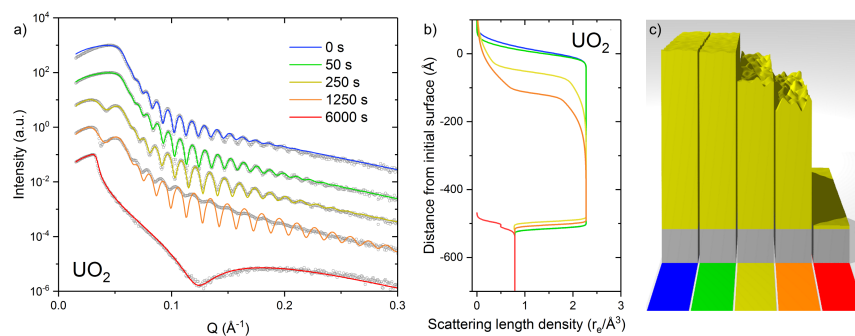 a)
10^4
10^2
10^0
10^-2
10^-4
10^-6
Intensity (a.u.)
0 s
50 s
250 s
1250 s
6000 s
UO₂
0.0
0.1
0.2
0.3
Q (Å^-1)
b)
UO₂
0
-200
-400
-600
Distance from initial surface (Å)
0
1
2
3
Scattering length density (r_e/Å^3)
c)